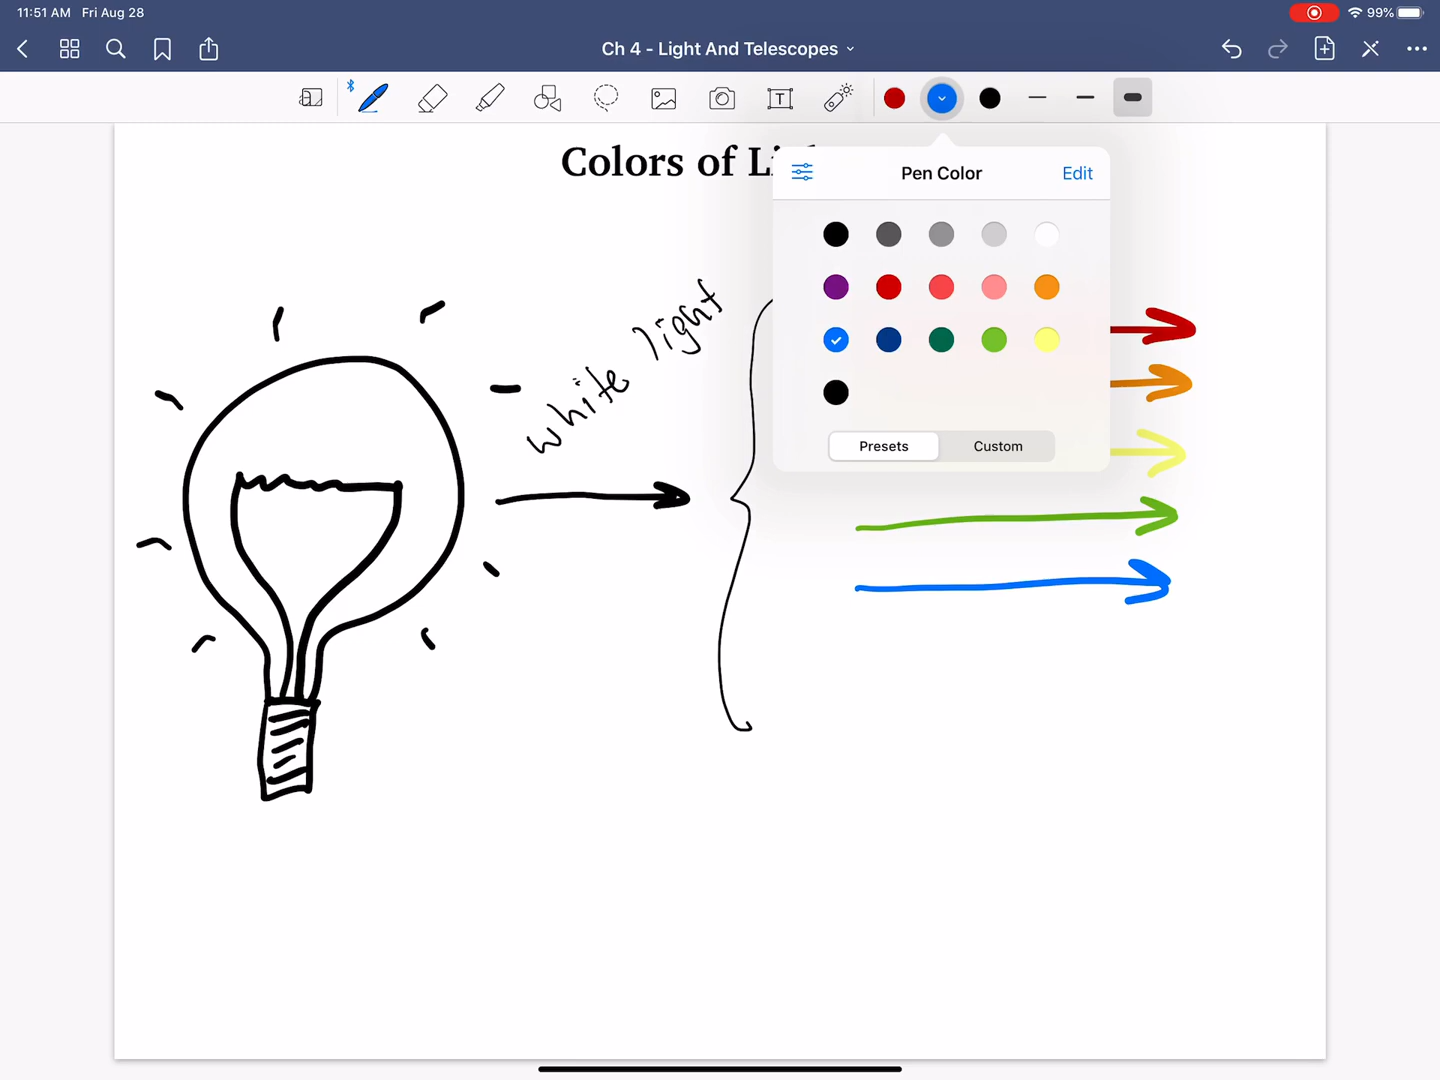 11:51 AM Fri Aug 28
99%
Ch 4 - Light And Telescopes
T
Colors of
Pen Color
Edit
white light
Presets
Custom